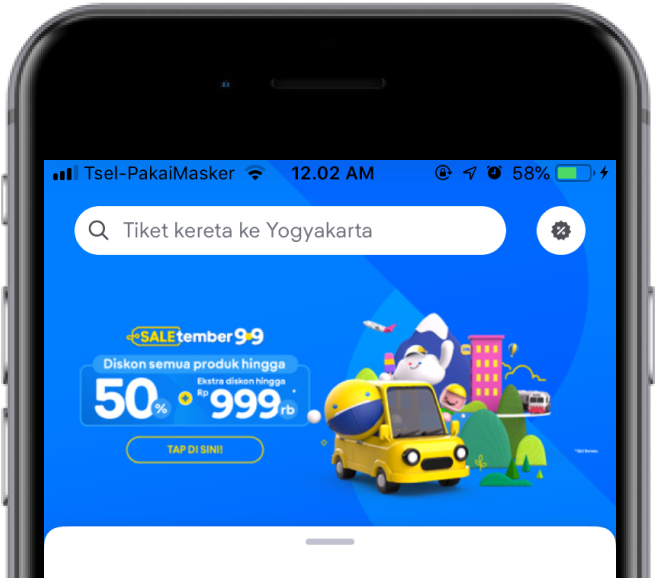 Tsel-PakaiMasker 12.02 AM 58%
Tiket kereta ke Yogyakarta
SALEtember 9•9
Diskon semua produk hingga
50% + Ekstra diskon hingga Rp 999rb*
TAP DI SINI!